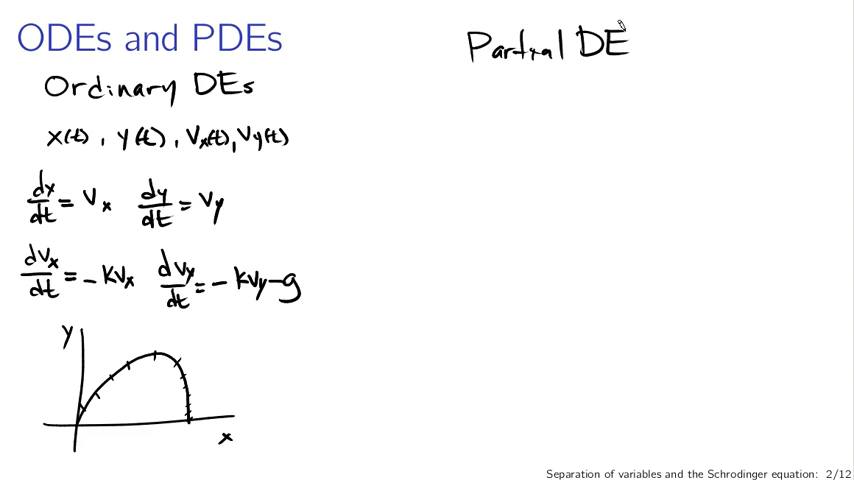 ODEs and PDEs
Ordinary DEs
x(t), y(t), Vx(t), Vy(t)
dx/dt = Vx dy/dt = Vy
dVx/dt = -kVx dVy/dt = -kVy-g
y
x
Partial DE
Separation of variables and the Schrodinger equation: 2/12